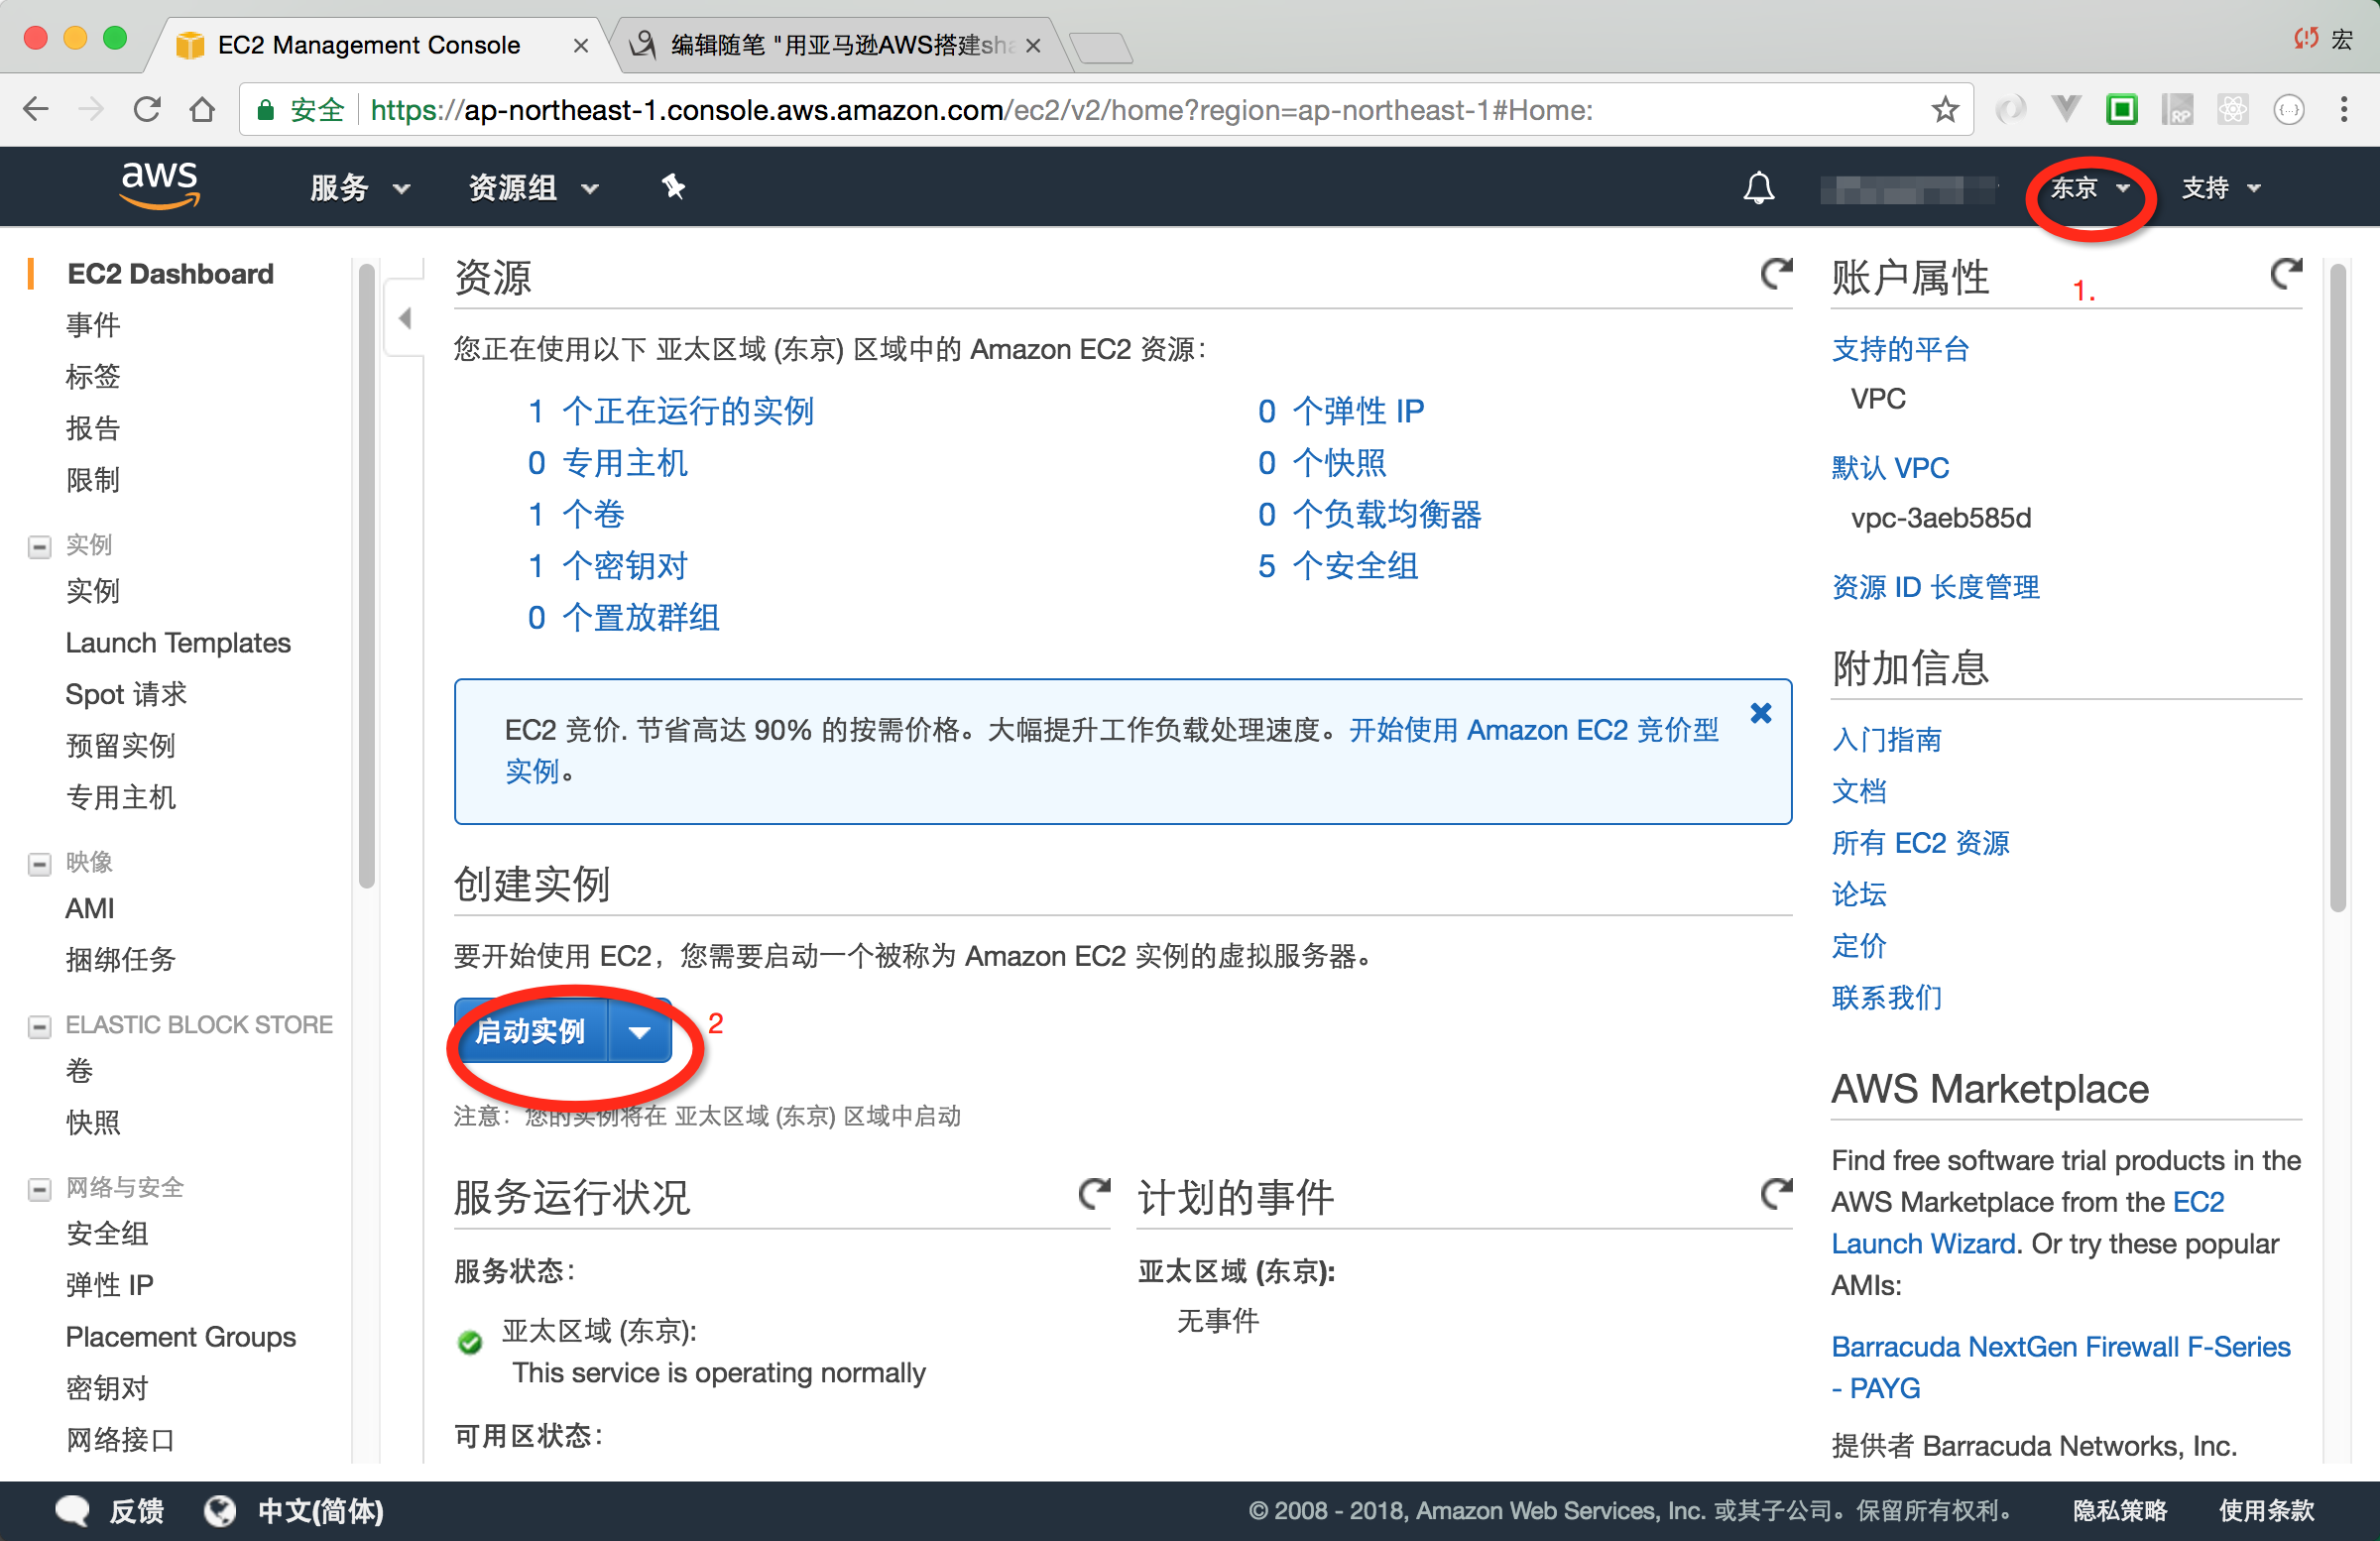 EC2 Management Console
编辑随笔 "用亚马逊AWS搭建sha
宏
安全 https://ap-northeast-1.console.aws.amazon.com/ec2/v2/home?region=ap-northeast-1#Home:
RP
aws 服务 资源组 东京 支持
1.
EC2 Dashboard
事件
标签
报告
限制
实例
实例
Launch Templates
Spot 请求
预留实例
专用主机
映像
AMI
捆绑任务
ELASTIC BLOCK STORE
卷
快照
网络与安全
安全组
弹性 IP
Placement Groups
密钥对
网络接口
资源
您正在使用以下 亚太区域 (东京) 区域中的 Amazon EC2 资源：
1 个正在运行的实例
0 个弹性 IP
0 专用主机
0 个快照
1 个卷
0 个负载均衡器
1 个密钥对
5 个安全组
0 个置放群组
EC2 竞价. 节省高达 90% 的按需价格。大幅提升工作负载处理速度。开始使用 Amazon EC2 竞价型
实例。
创建实例
要开始使用 EC2，您需要启动一个被称为 Amazon EC2 实例的虚拟服务器。
启动实例
2
注意：您的实例将在 亚太区域 (东京) 区域中启动
服务运行状况
服务状态：
亚太区域 (东京):
This service is operating normally
可用区状态：
计划的事件
亚太区域 (东京):
无事件
账户属性
支持的平台
VPC
默认 VPC
vpc-3aeb585d
资源 ID 长度管理
附加信息
入门指南
文档
所有 EC2 资源
论坛
定价
联系我们
AWS Marketplace
Find free software trial products in the
AWS Marketplace from the EC2
Launch Wizard. Or try these popular
AMIs:
Barracuda NextGen Firewall F-Series
- PAYG
提供者 Barracuda Networks, Inc.
反馈 中文(简体) © 2008 - 2018, Amazon Web Services, Inc. 或其子公司。保留所有权利。 隐私策略 使用条款